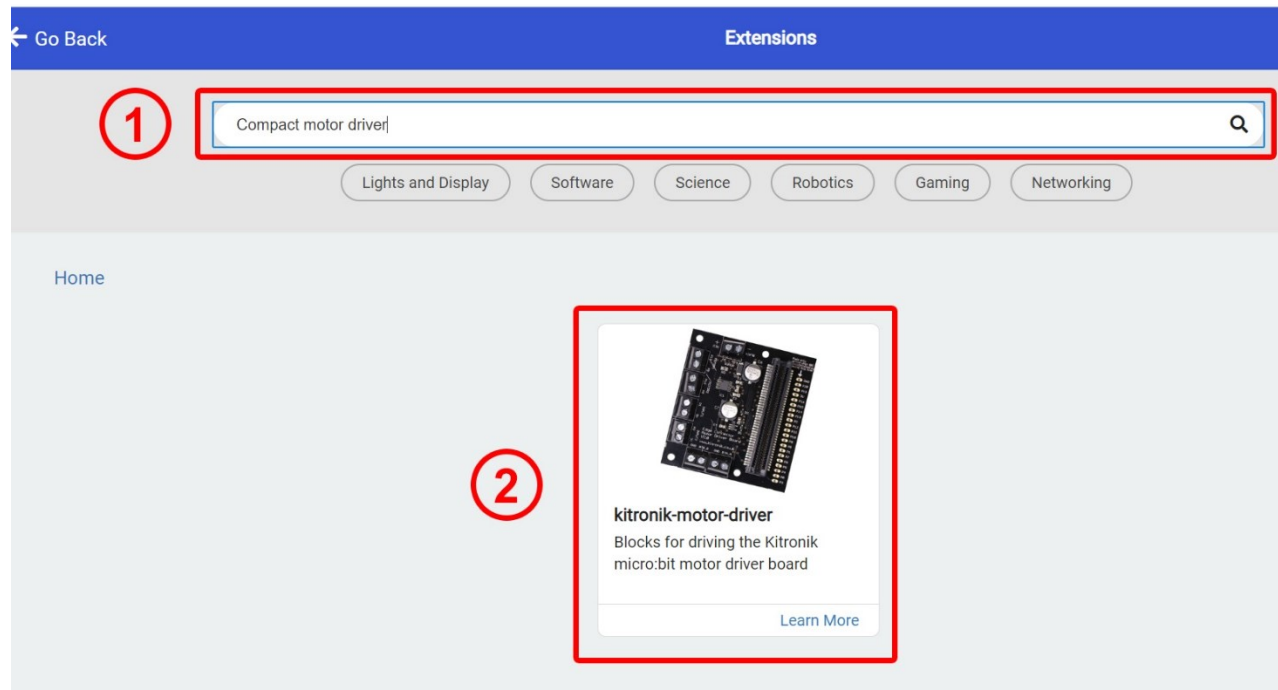 Go Back
Extensions
1
Compact motor driver
Lights and Display
Software
Science
Robotics
Gaming
Networking
Home
2
kitronik-motor-driver
Blocks for driving the Kitronik
micro:bit motor driver board
Learn More